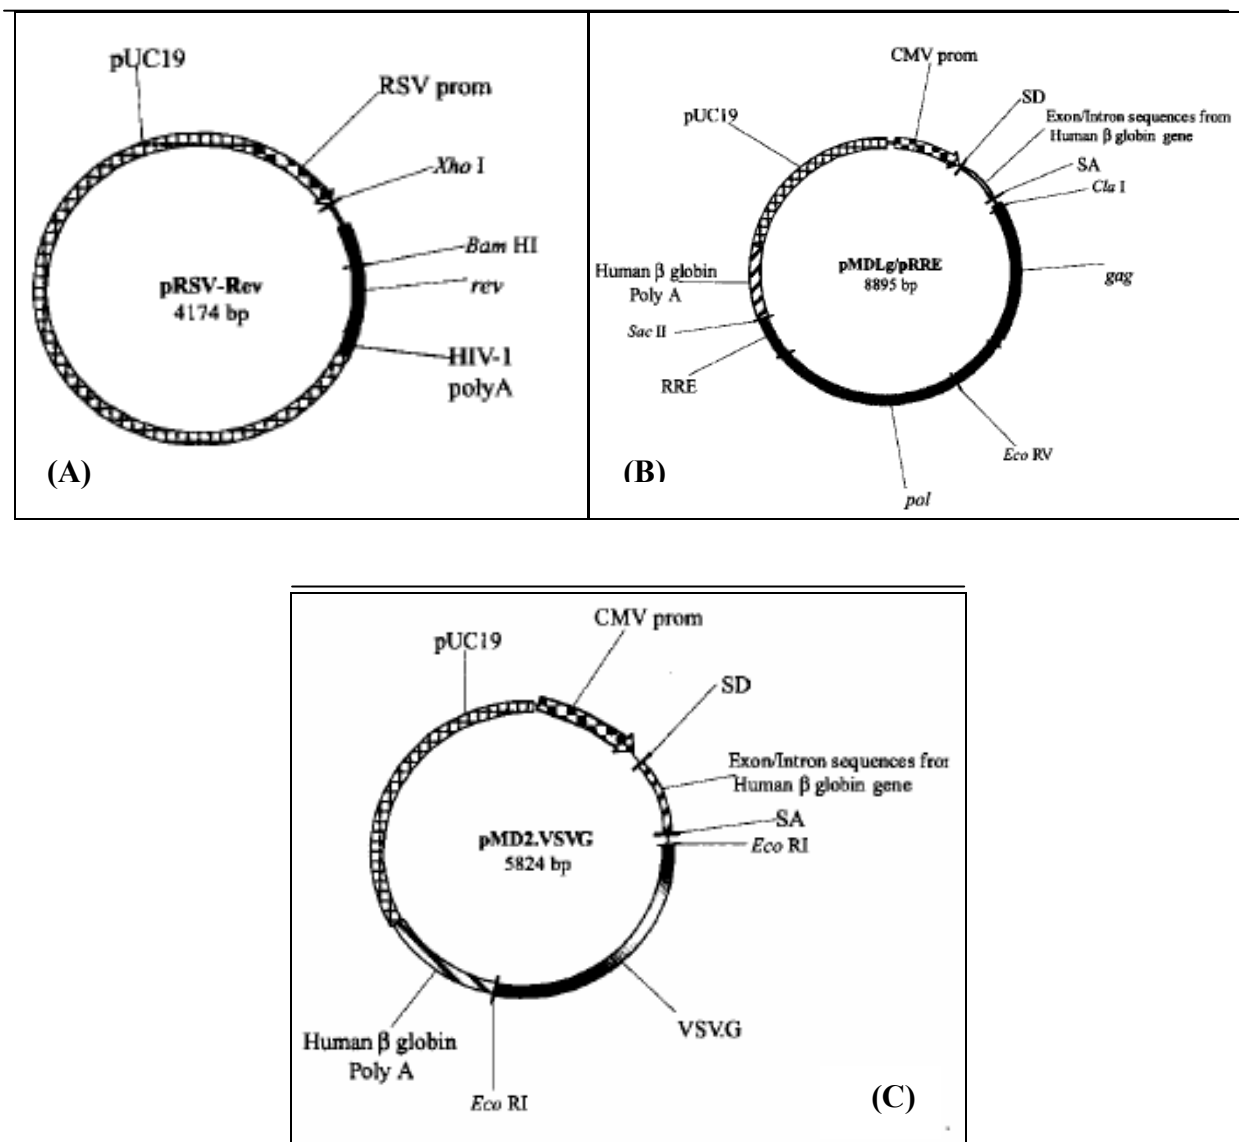 pUC19
RSV prom
Xho I
Bam HI
rev
pRSV-Rev
4174 bp
HIV-1
polyA
(A)
CMV prom
SD
pUC19
Exon/Intron sequences from
Human β globin gene
SA
Cla I
pMDLg/pRRE
8895 bp
gag
Human β globin
Poly A
Sac II
RRE
Eco RV
pol
(B)
CMV prom
pUC19
SD
Exon/Intron sequences from
Human β globin gene
SA
Eco RI
pMD2.VSVG
5824 bp
VSV.G
Human β globin
Poly A
Eco RI
(C)